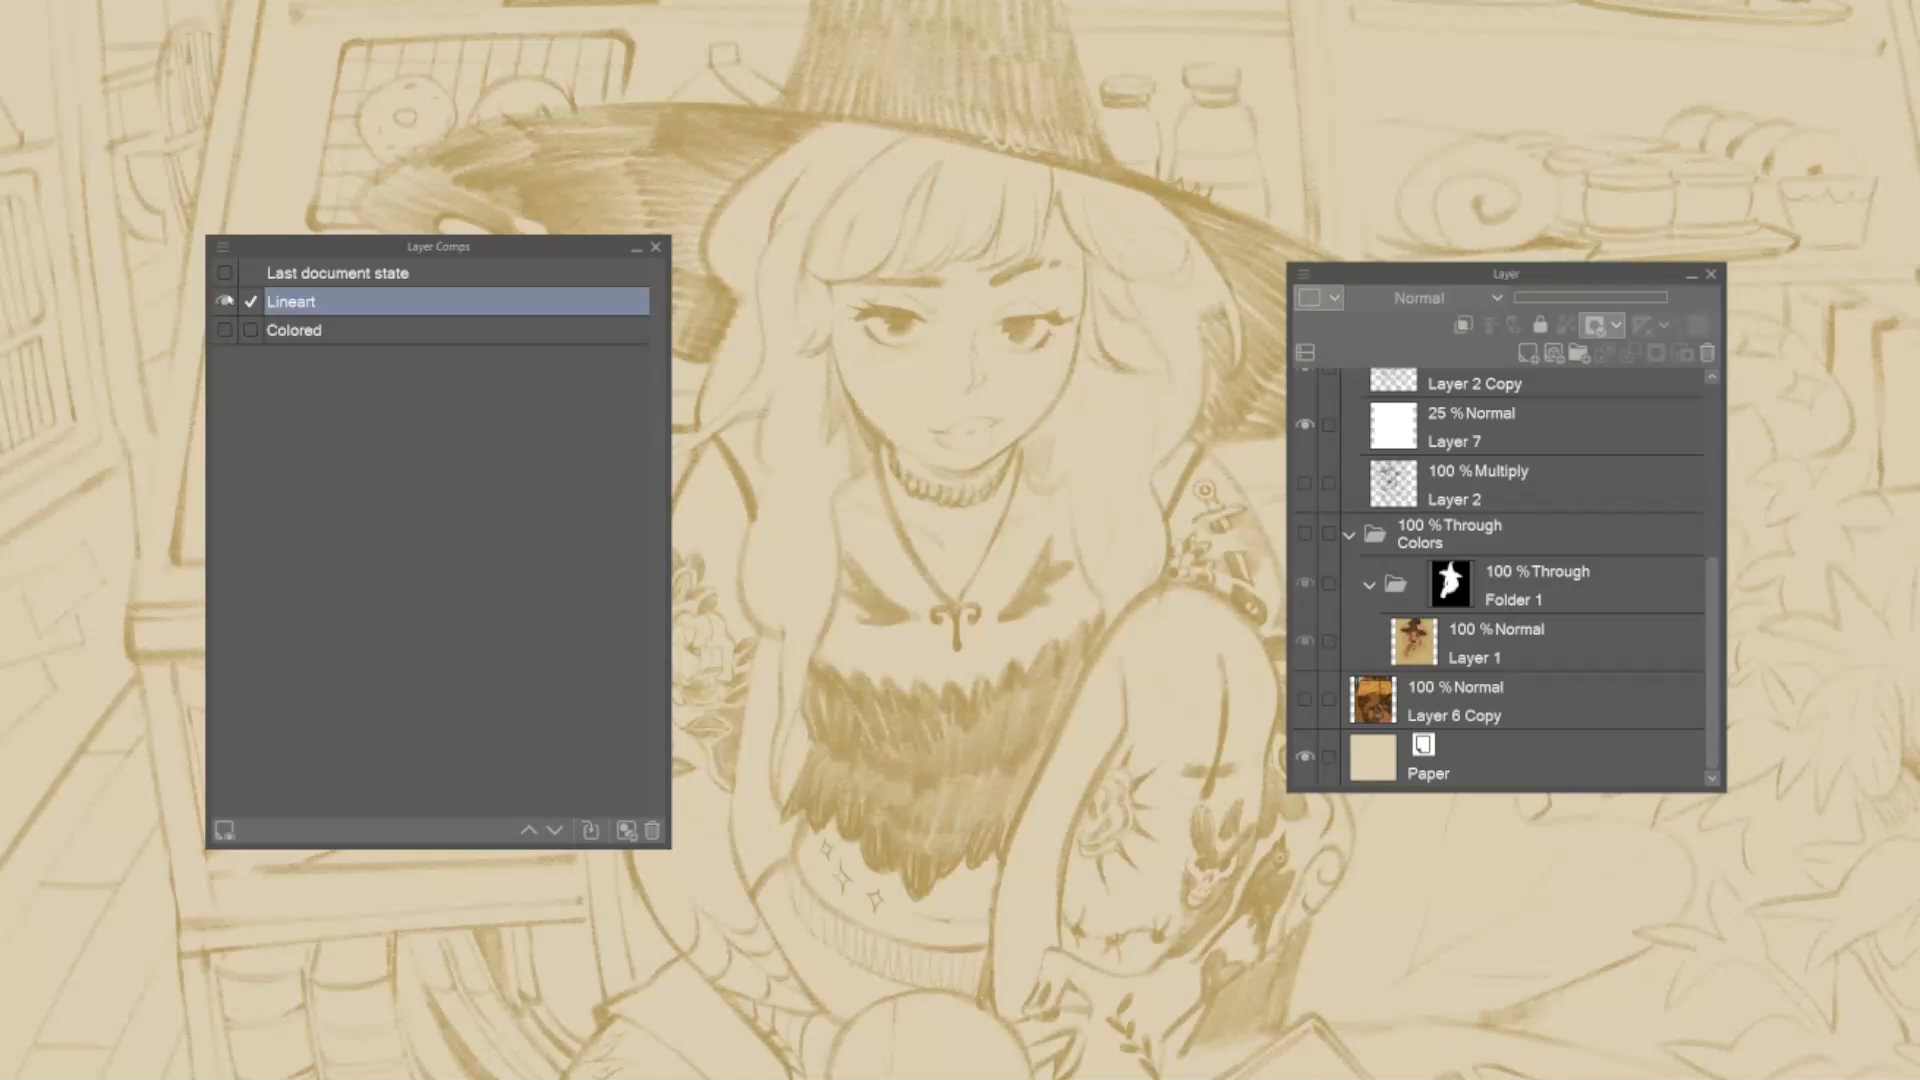 Layer Comps
Last document state
Lineart
Colored
Layer
Normal
Layer 2 Copy
25 % Normal
Layer 7
100 % Multiply
Layer 2
100 % Through
Colors
100 % Through
Folder 1
100 % Normal
Layer 1
100 % Normal
Layer 6 Copy
Paper